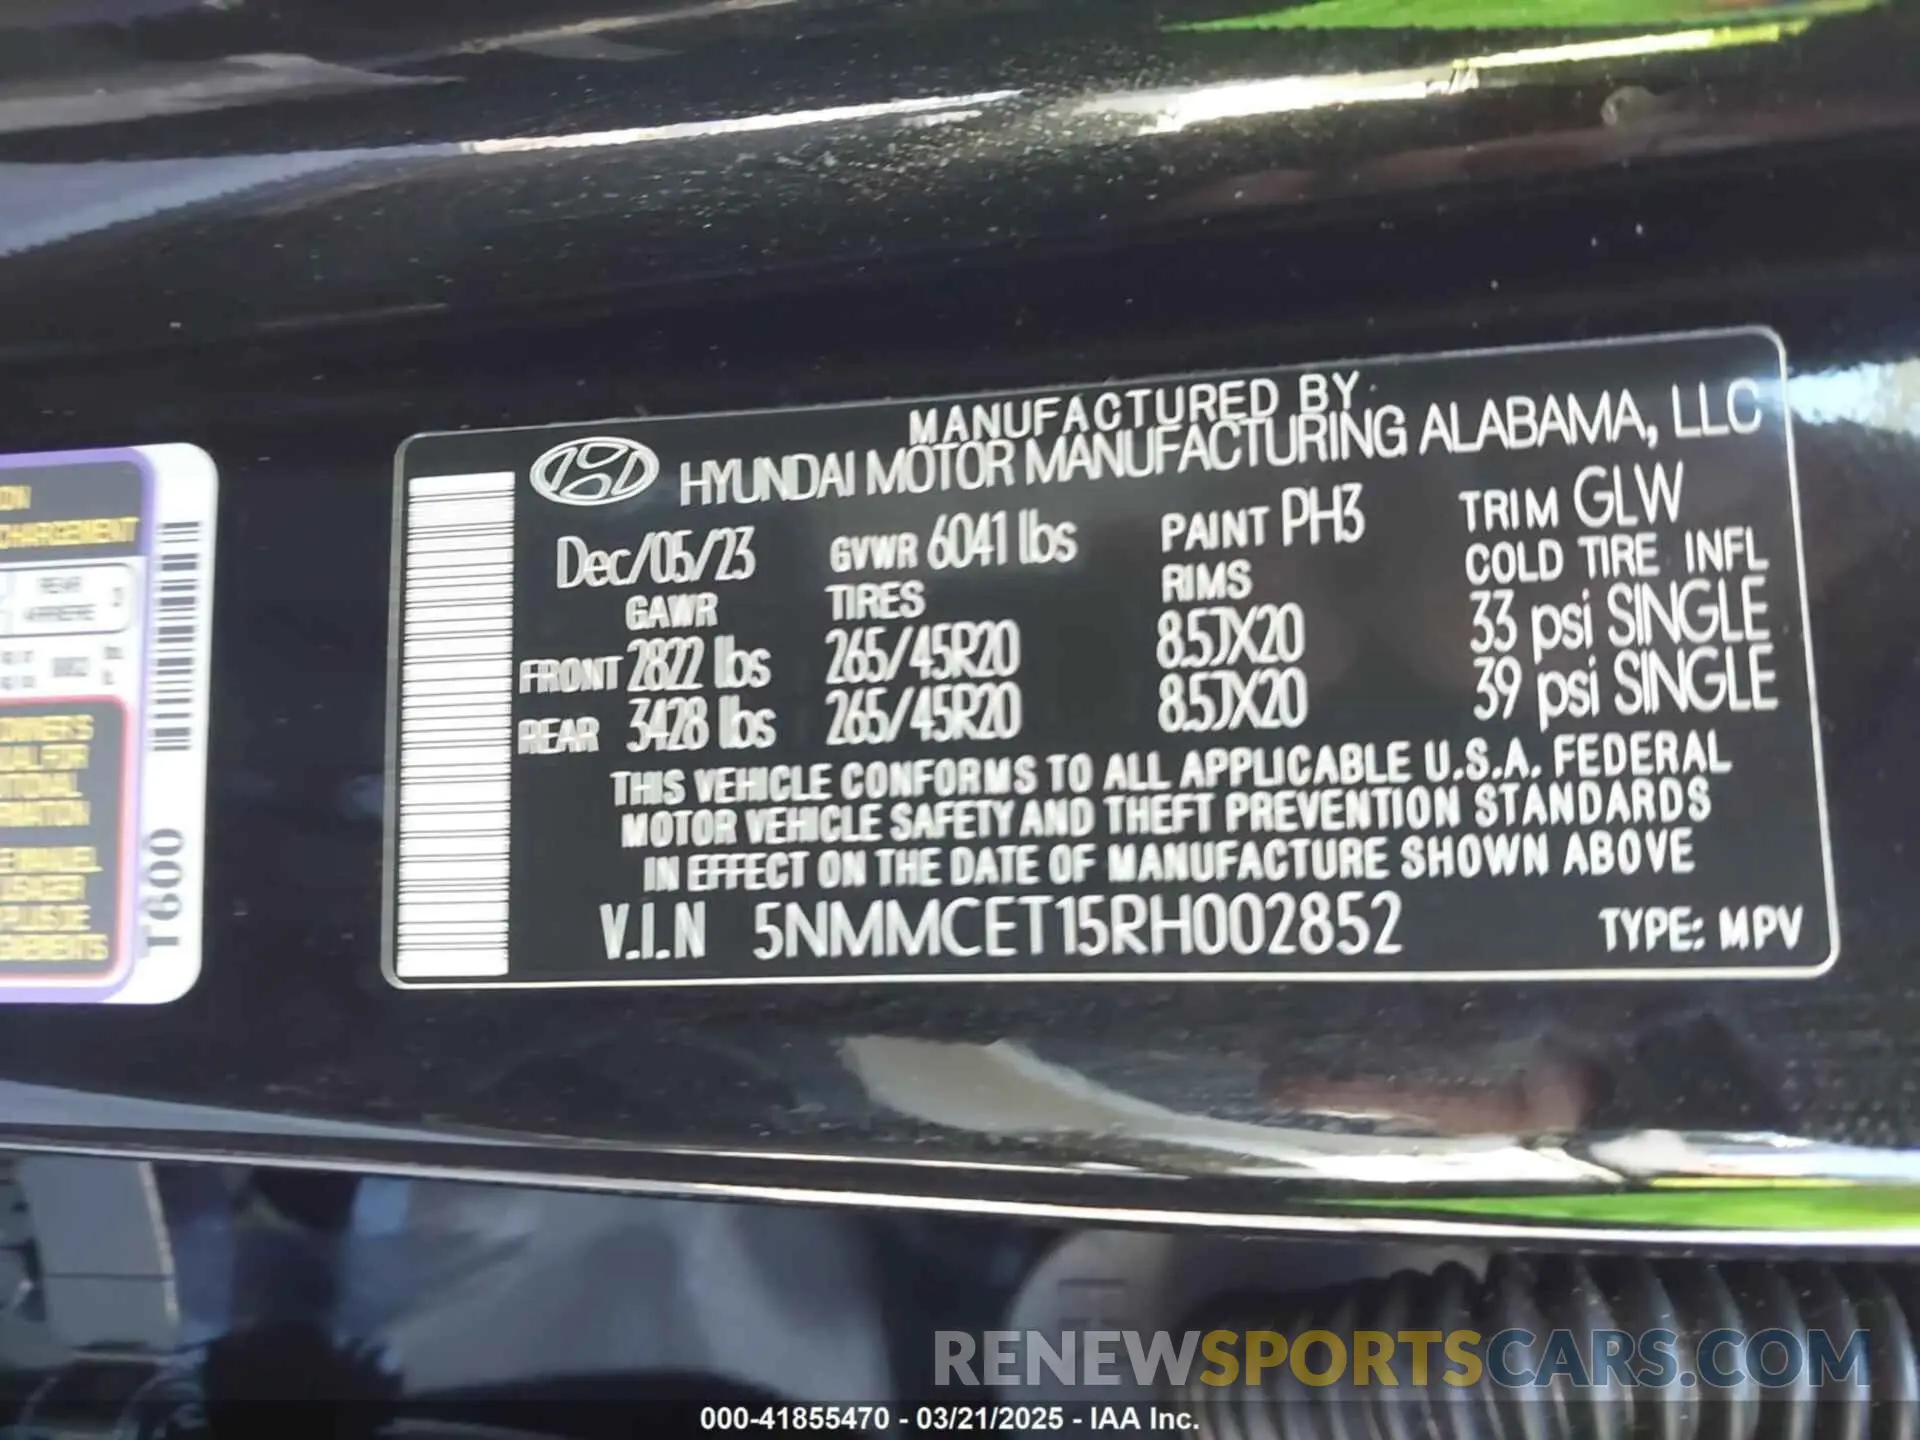 MANUFACTURED BY
HYUNDAI MOTOR MANUFACTURING ALABAMA, LLC
Dec/05/23 GVWR 6041 lbs PAINT PH3 TRIM GLW
GAWR TIRES RIMS COLD TIRE INFL
FRONT 2822 lbs 265/45R20 8.5JX20 33 psi SINGLE
REAR 3428 lbs 265/45R20 8.5JX20 39 psi SINGLE
THIS VEHICLE CONFORMS TO ALL APPLICABLE U.S.A. FEDERAL
MOTOR VEHICLE SAFETY AND THEFT PREVENTION STANDARDS
IN EFFECT ON THE DATE OF MANUFACTURE SHOWN ABOVE
V.I.N 5NMMCET15RH002852 TYPE: MPV
CHARGEMENT
REAR
ARRIERE 3
T600
RENEWSPORTSCARS.COM
000-41855470 - 03/21/2025 - IAA Inc.